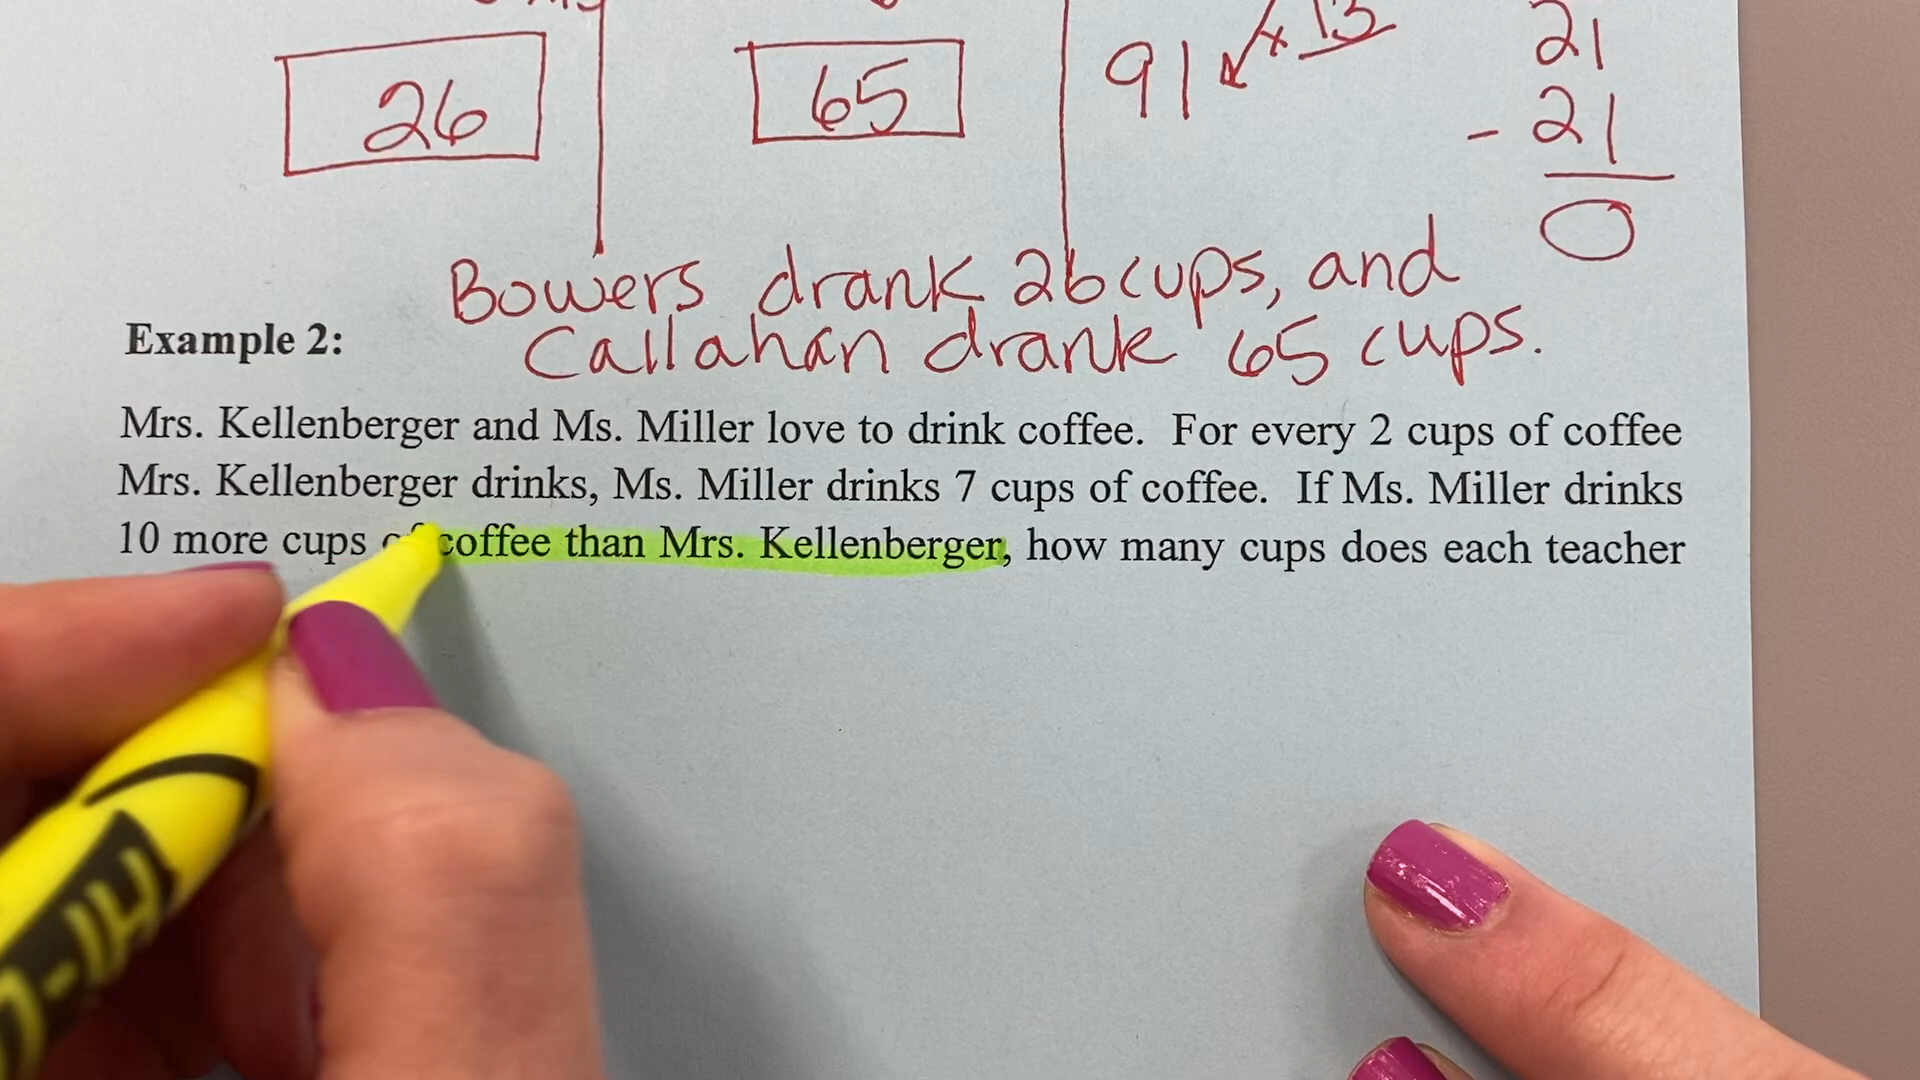 26 65 91 x 13 21
- 21
0
Bowers drank 26 cups, and
Example 2: Callahan drank 65 cups.
Mrs. Kellenberger and Ms. Miller love to drink coffee. For every 2 cups of coffee
Mrs. Kellenberger drinks, Ms. Miller drinks 7 cups of coffee. If Ms. Miller drinks
10 more cups of coffee than Mrs. Kellenberger, how many cups does each teacher